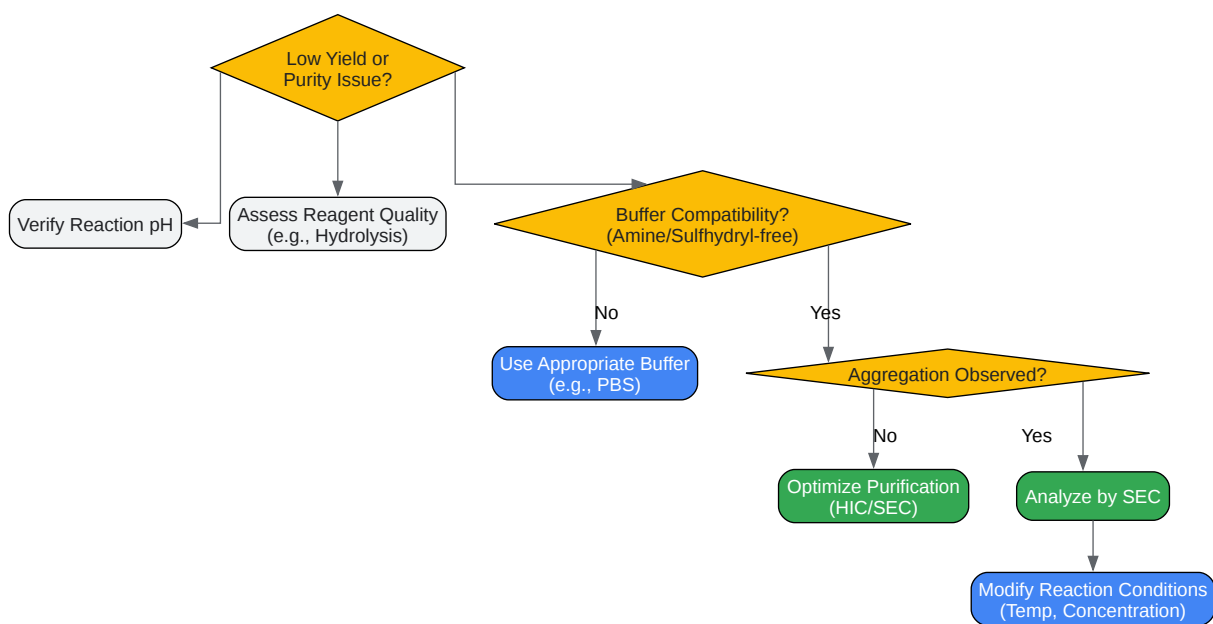 Low Yield or
Purity Issue?
Verify Reaction pH
Assess Reagent Quality
(e.g., Hydrolysis)
Buffer Compatibility?
(Amine/Sulfhydryl-free)
No
Yes
Use Appropriate Buffer
(e.g., PBS)
Aggregation Observed?
No
Yes
Optimize Purification
(HIC/SEC)
Analyze by SEC
Modify Reaction Conditions
(Temp, Concentration)